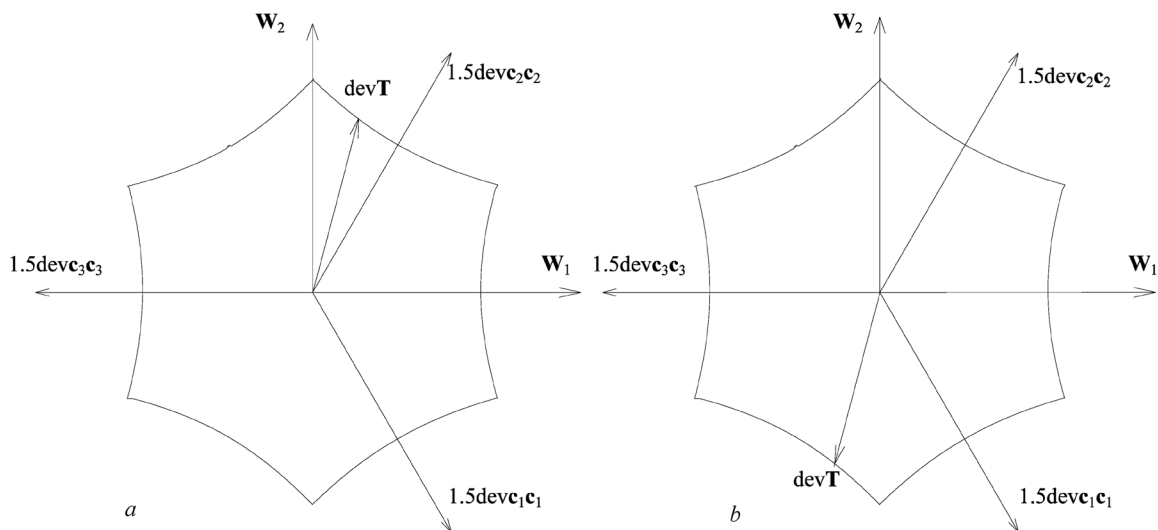 W₂
1.5devc₂c₂
devT
1.5devc₃c₃
W₁
1.5devc₁c₁
a
W₂
1.5devc₂c₂
1.5devc₃c₃
W₁
devT
1.5devc₁c₁
b